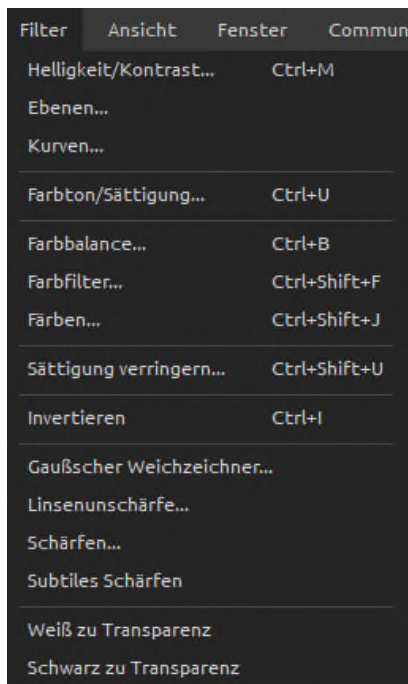 Filter Ansicht Fenster Commun
Helligkeit/Kontrast... Ctrl+M
Ebenen...
Kurven...
Farbton/Sättigung... Ctrl+U
Farbbalance... Ctrl+B
Farbfilter... Ctrl+Shift+F
Färben... Ctrl+Shift+J
Sättigung verringern... Ctrl+Shift+U
Invertieren Ctrl+I
Gaußscher Weichzeichner...
Linsenunschärfe...
Schärfen...
Subtiles Schärfen
Weiß zu Transparenz
Schwarz zu Transparenz